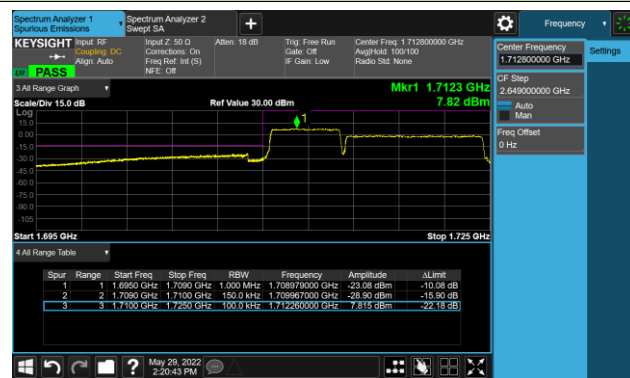 Spectrum Analyzer 1
Spurious Emissions
Spectrum Analyzer 2
Swept SA
Frequency
KEYSIGHT
Input: RF
Coupling: DC
Align: Auto
Input Z: 50 Ω
Corrections: On
Freq Ref: Int (S)
NFE: Off
Atten: 18 dB
Trig: Free Run
Gate: Off
IF Gain: Low
Center Freq: 1.712800000 GHz
Avg|Hold: 100/100
Radio Std: None
PASS
Center Frequency
1.712800000 GHz
Settings
CF Step
2.649000000 GHz
Auto
Man
Freq Offset
0 Hz
3 All Range Graph
Mkr1 1.7123 GHz
Scale/Div 15.0 dB
Ref Value 30.00 dBm
7.82 dBm
Log
15.0
0.00
-15.0
-30.0
-45.0
-60.0
-75.0
-90.0
-105
1
Start 1.695 GHz
Stop 1.725 GHz
4 All Range Table
Spur Range Start Freq Stop Freq RBW Frequency Amplitude ΔLimit
1 1 1.6950 GHz 1.7090 GHz 1.000 MHz 1.708979000 GHz -23.08 dBm -10.08 dB
2 2 1.7090 GHz 1.7100 GHz 150.0 kHz 1.709967000 GHz -28.90 dBm -15.90 dB
3 3 1.7100 GHz 1.7250 GHz 100.0 kHz 1.712260000 GHz 7.815 dBm -22.18 dB
May 29, 2022
2:20:43 PM